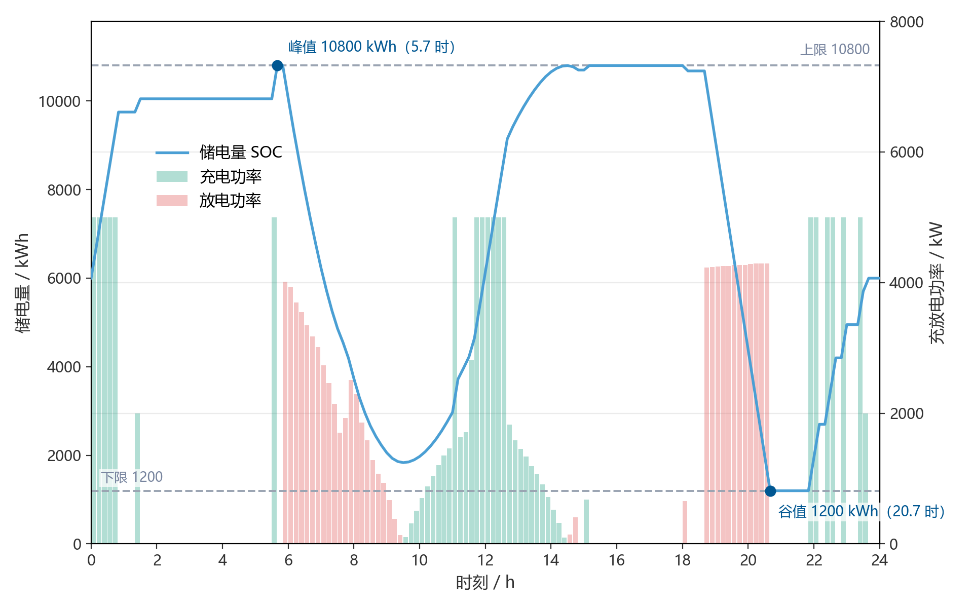 8000
峰值 10800 kWh（5.7 时）
上限 10800
10000
6000
储电量 SOC
充电功率
放电功率
8000
储电量 / kWh
充放电功率 / kW
6000
4000
4000
2000
2000
下限 1200
谷值 1200 kWh（20.7 时）
0
0
0 2 4 6 8 10 12 14 16 18 20 22 24
时刻 / h